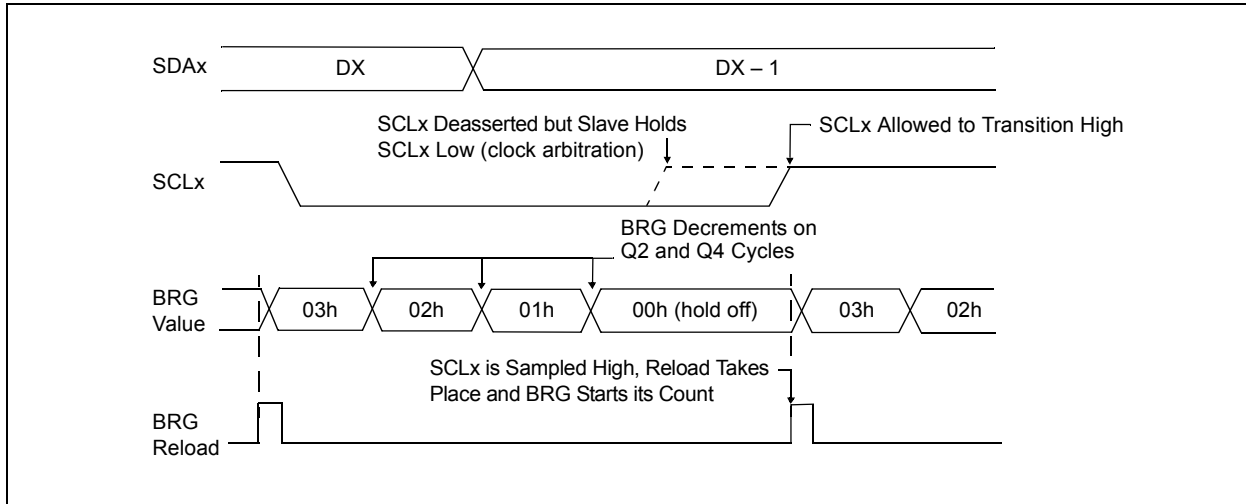 SDAx
DX
DX – 1
SCLx Deasserted but Slave Holds
SCLx Low (clock arbitration)
SCLx Allowed to Transition High
SCLx
BRG Decrements on
Q2 and Q4 Cycles
BRG
Value
03h
02h
01h
00h (hold off)
03h
02h
SCLx is Sampled High, Reload Takes
Place and BRG Starts its Count
BRG
Reload